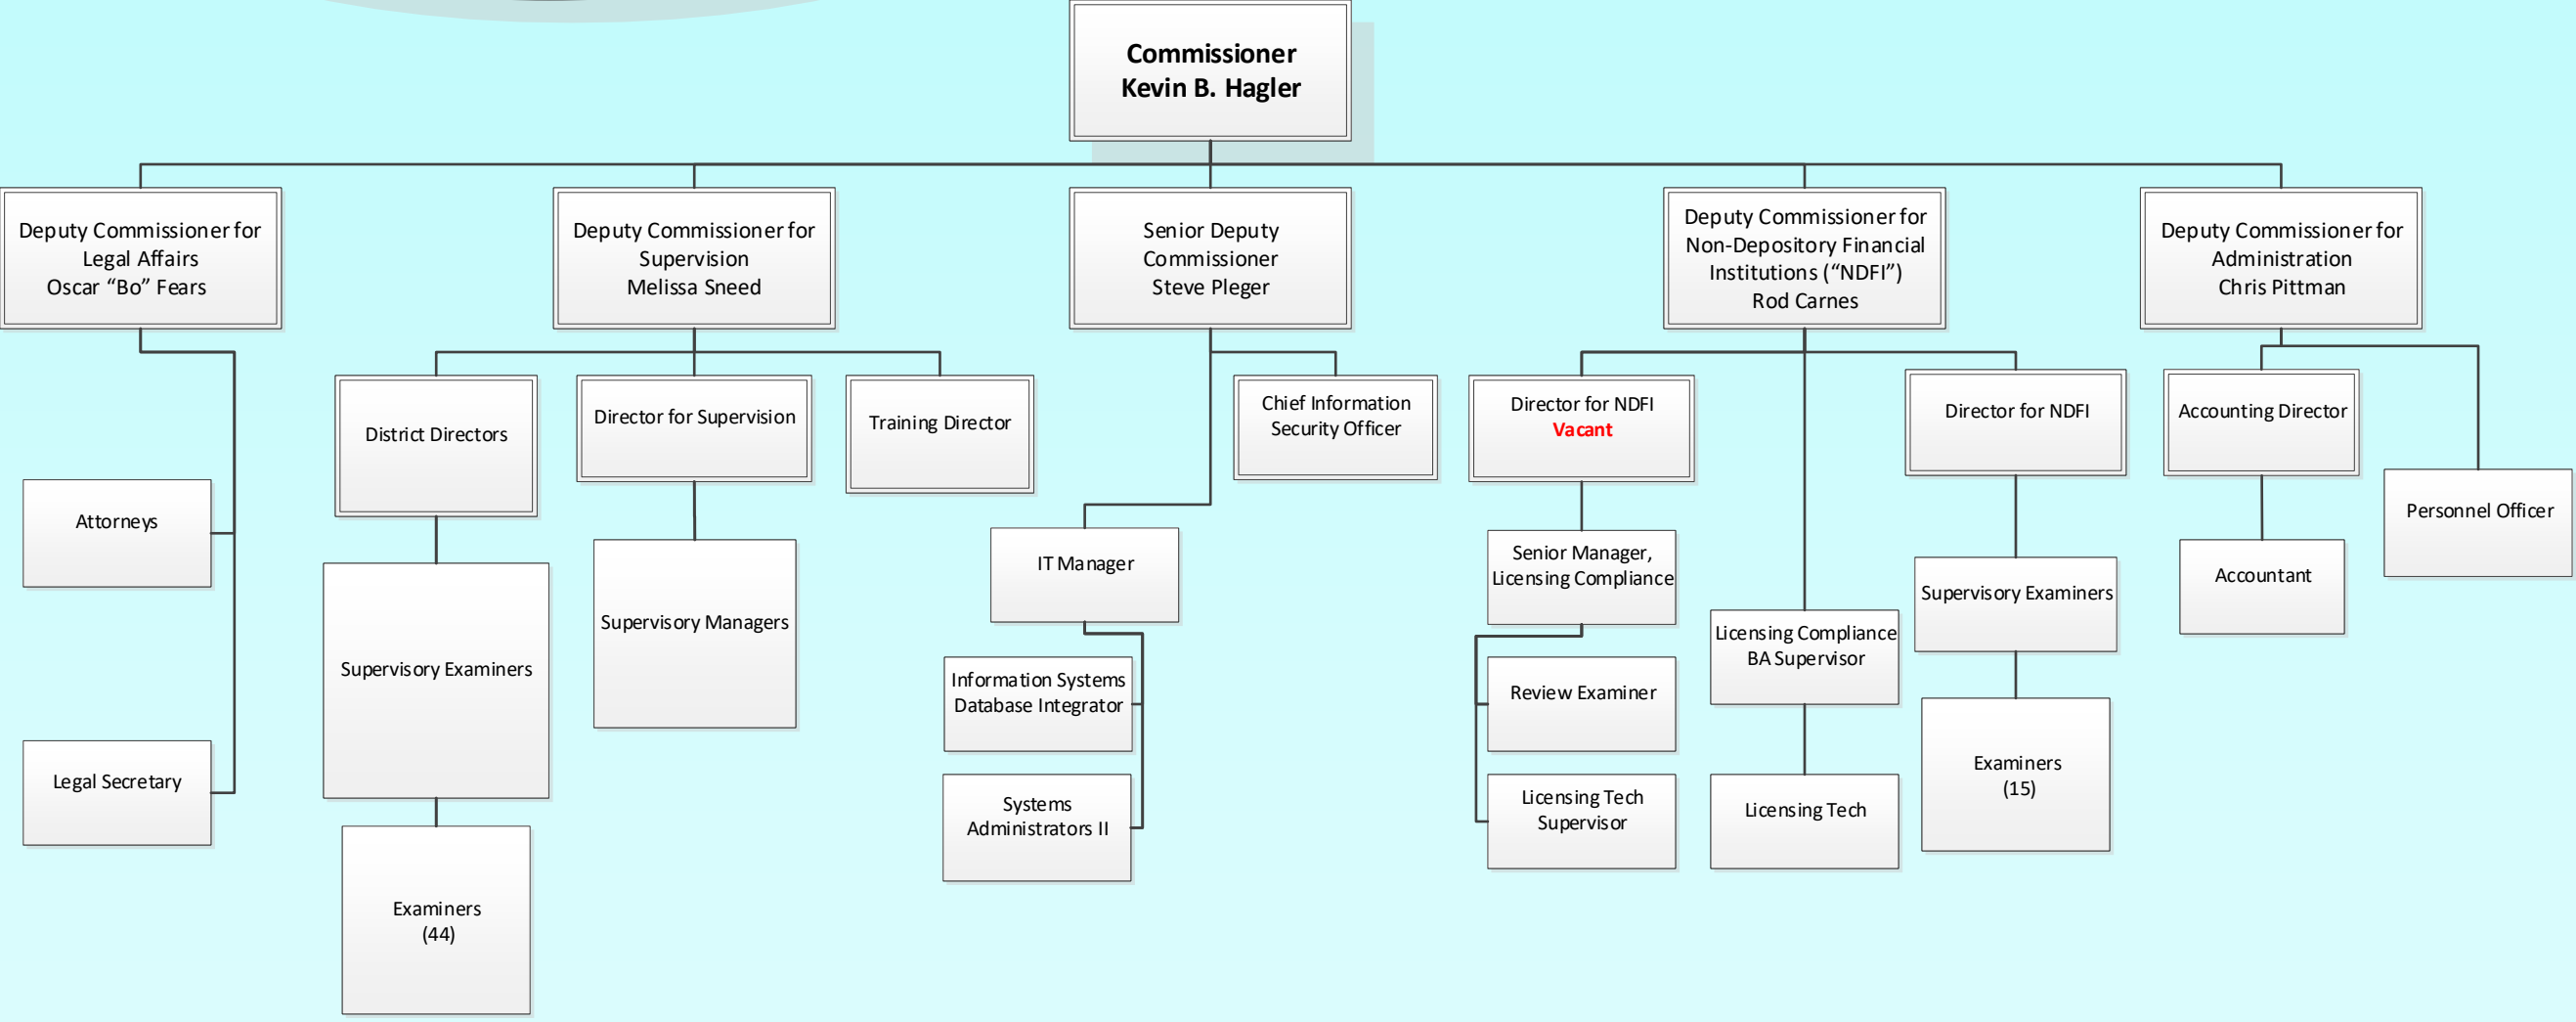 Commissioner
Kevin B. Hagler
Deputy Commissioner for
Legal Affairs
Oscar “Bo” Fears
Deputy Commissioner for
Supervision
Melissa Sneed
Senior Deputy
Commissioner
Steve Pleger
Deputy Commissioner for
Non-Depository Financial
Institutions (“NDFI”)
Rod Carnes
Deputy Commissioner for
Administration
Chris Pittman
District Directors
Director for Supervision
Training Director
Chief Information
Security Officer
Director for NDFI
Vacant
Director for NDFI
Accounting Director
Attorneys
Personnel Officer
IT Manager
Senior Manager,
Licensing Compliance
Supervisory Examiners
Accountant
Supervisory Examiners
Supervisory Managers
Information Systems
Database Integrator
Review Examiner
Licensing Compliance
BA Supervisor
Legal Secretary
Systems
Administrators II
Licensing Tech
Supervisor
Licensing Tech
Examiners
(15)
Examiners
(44)